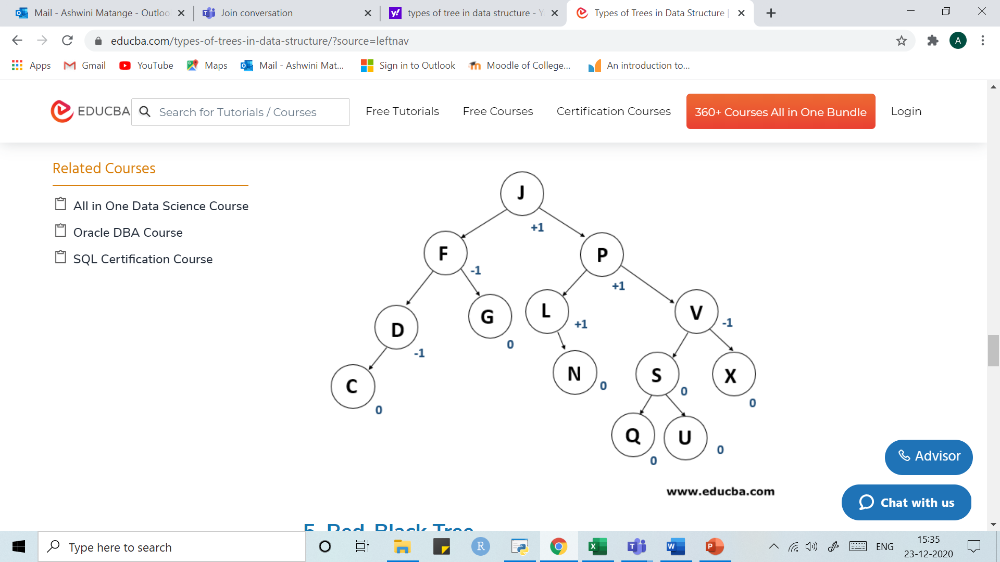 Mail - Ashwini Matange - Outloo
Join conversation
types of tree in data structure - Y
Types of Trees in Data Structure |
educba.com/types-of-trees-in-data-structure/?source=leftnav
A
Apps
Gmail
YouTube
Maps
Mail - Ashwini Mat...
Sign in to Outlook
Moodle of College...
An introduction to...
EDUCBA
Search for Tutorials / Courses
Free Tutorials
Free Courses
Certification Courses
360+ Courses All in One Bundle
Login
Related Courses
All in One Data Science Course
Oracle DBA Course
SQL Certification Course
J
+1
F
-1
P
+1
D
-1
G
0
L
+1
V
-1
C
0
N
0
S
0
X
0
Q
0
U
0
www.educba.com
Advisor
Chat with us
5. Red-Black Tree
Type here to search
ENG
15:35
23-12-2020